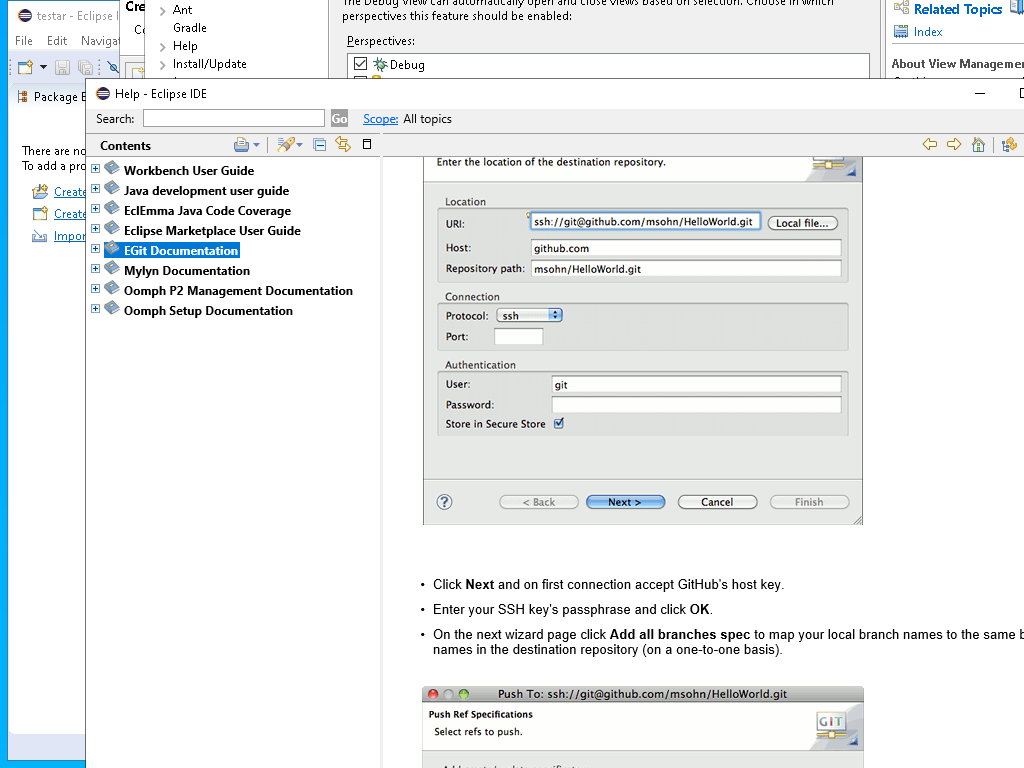 testar - Eclipse I
File Edit Navigat
Package E
There are no
To add a pro
Create
Create
Impor
Cre
Ant
Gradle
Help
Install/Update
The Debug View can automatically open and close views based on selection. Choose in which
perspectives this feature should be enabled:
Perspectives:
Debug
Related Topics
Index
About View Managemen
Help - Eclipse IDE
Search:
Go
Scope: All topics
Contents
Workbench User Guide
Java development user guide
EclEmma Java Code Coverage
Eclipse Marketplace User Guide
EGit Documentation
Mylyn Documentation
Oomph P2 Management Documentation
Oomph Setup Documentation
Enter the location of the destination repository.
Location
URI: ssh://git@github.com/msohn/HelloWorld.git Local file...
Host: github.com
Repository path: msohn/HelloWorld.git
Connection
Protocol: ssh
Port:
Authentication
User: git
Password:
Store in Secure Store
? < Back Next > Cancel Finish
• Click Next and on first connection accept GitHub's host key.
• Enter your SSH key's passphrase and click OK.
• On the next wizard page click Add all branches spec to map your local branch names to the same b
names in the destination repository (on a one-to-one basis).
Push To: ssh://git@github.com/msohn/HelloWorld.git
Push Ref Specifications
Select refs to push.
GIT